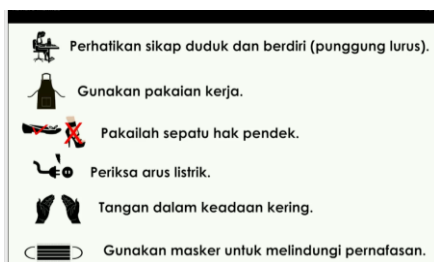 Perhatikan sikap duduk dan berdiri (punggung lurus).
Gunakan pakaian kerja.
Pakailah sepatu hak pendek.
Periksa arus listrik.
Tangan dalam keadaan kering.
Gunakan masker untuk melindungi pernafasan.